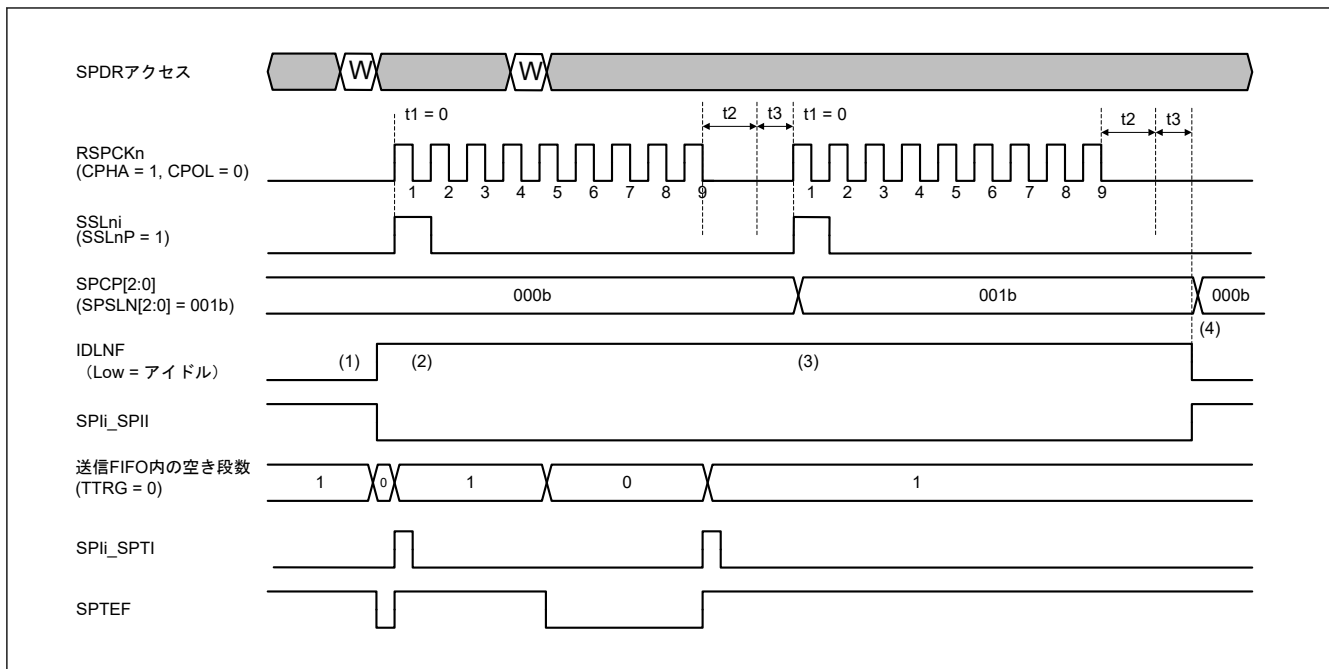 SPDRアクセス
W
W
t1 = 0
t2
t3
t1 = 0
t2
t3
RSPCKn
(CPHA = 1, CPOL = 0)
1 2 3 4 5 6 7 8 9 1 2 3 4 5 6 7 8 9
SSLni
(SSLnP = 1)
SPCP[2:0]
(SPSLN[2:0] = 001b)
000b
001b
000b
(4)
IDLNF
(Low = アイドル)
(1)
(2)
(3)
SPIi_SPII
送信FIFO内の空き段数
(TTRG = 0)
1
0
1
0
1
SPIi_SPTI
SPTEF